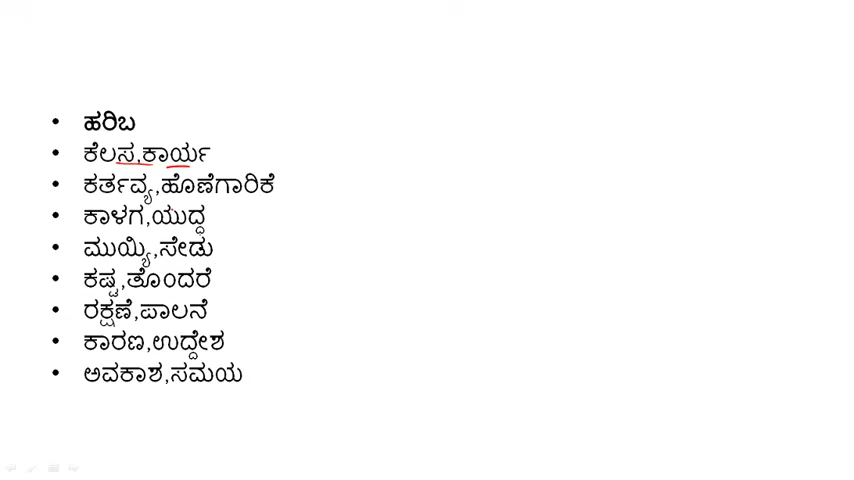 • ಹರಿಬ
• ಕೆಲಸ,ಕಾರ್ಯ
• ಕರ್ತವ್ಯ,ಹೊಣೆಗಾರಿಕೆ
• ಕಾಳಗ,ಯುದ್ಧ
• ಮುಯ್ಯಿ,ಸೇಡು
• ಕಷ್ಟ,ತೊಂದರೆ
• ರಕ್ಷಣೆ,ಪಾಲನೆ
• ಕಾರಣ,ಉದ್ದೇಶ
• ಅವಕಾಶ,ಸಮಯ